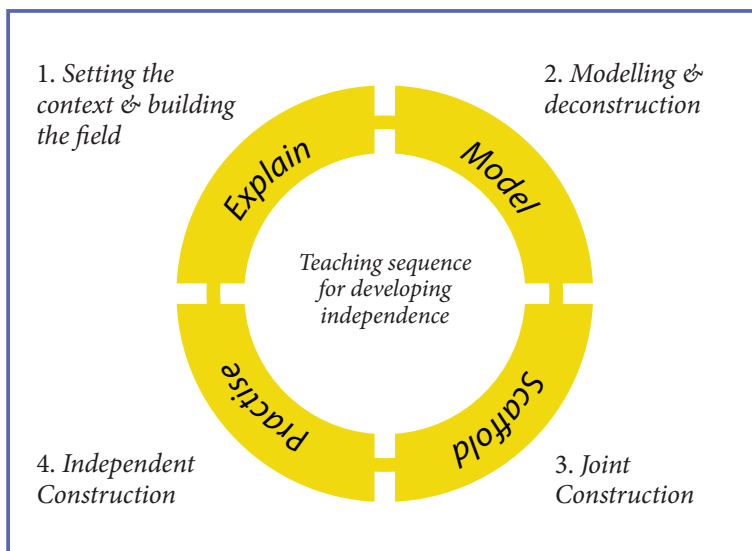 1. Setting the
context & building
the field
Explain
2. Modelling &
deconstruction
Model
Teaching sequence
for developing
independence
3. Joint
Construction
Scaffold
4. Independent
Construction
Practise